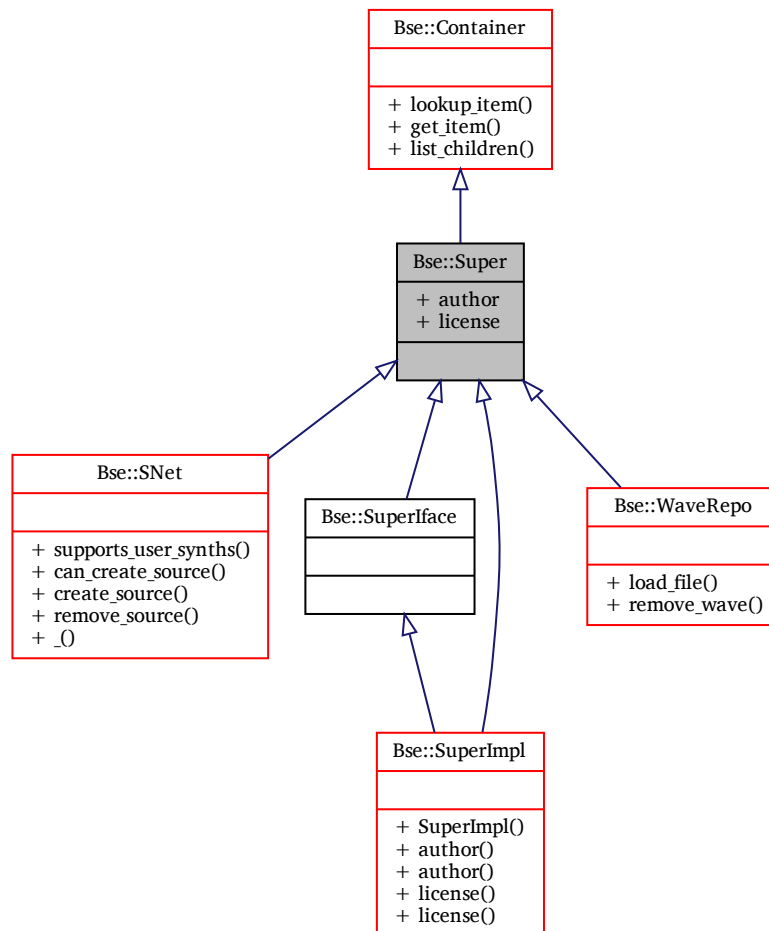 Bse::Container
+ lookup_item()
+ get_item()
+ list_children()
Bse::Super
+ author
+ license
Bse::SNet
+ supports_user_synths()
+ can_create_source()
+ create_source()
+ remove_source()
+ _()
Bse::SuperIface
Bse::WaveRepo
+ load_file()
+ remove_wave()
Bse::SuperImpl
+ SuperImpl()
+ author()
+ author()
+ license()
+ license()